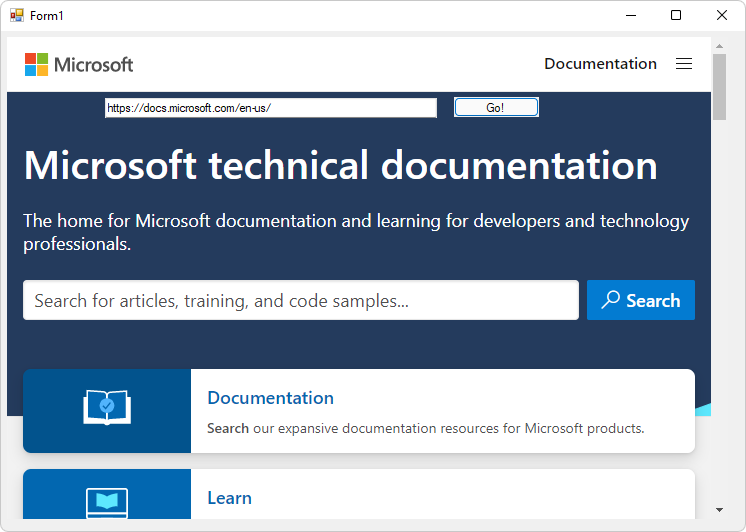 Form1
Microsoft
Documentation
https://docs.microsoft.com/en-us/
Go!
Microsoft technical documentation
The home for Microsoft documentation and learning for developers and technology
professionals.
Search for articles, training, and code samples...
Search
Documentation
Search our expansive documentation resources for Microsoft products.
Learn